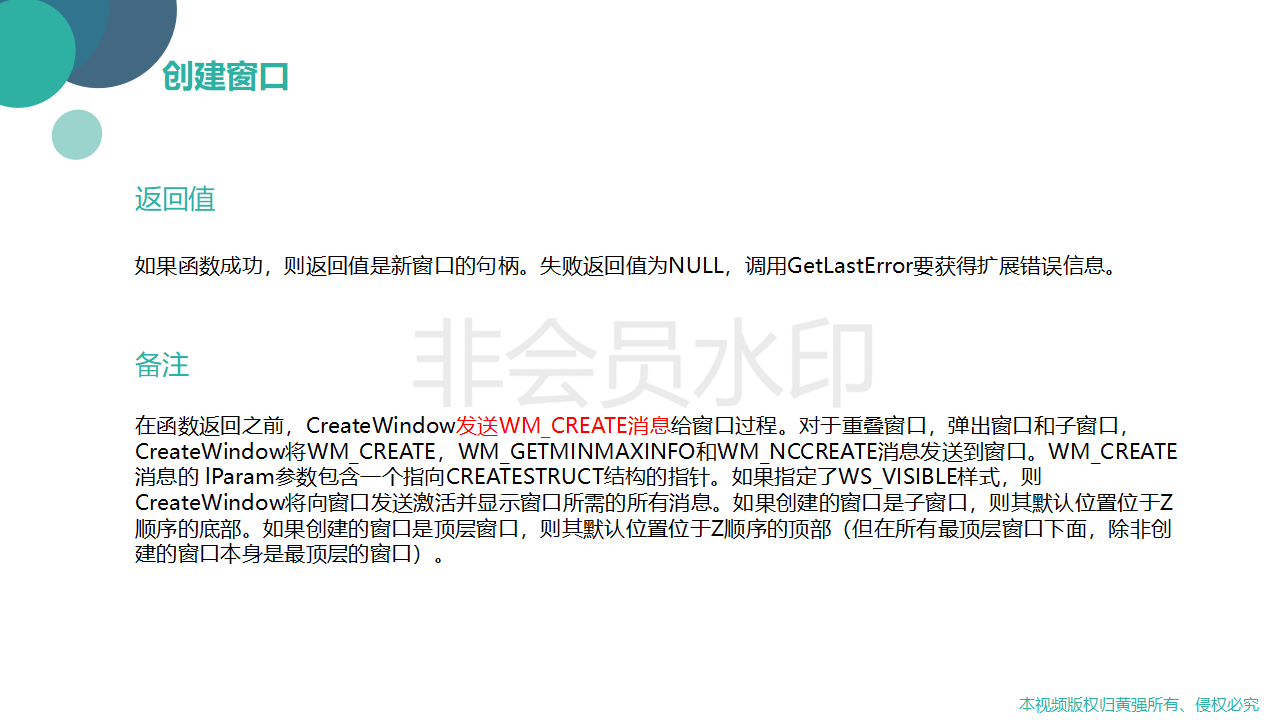 创建窗口
返回值
如果函数成功，则返回值是新窗口的句柄。失败返回值为NULL，调用GetLastError要获得扩展错误信息。
非会员水印
备注
在函数返回之前，CreateWindow发送WM_CREATE消息给窗口过程。对于重叠窗口，弹出窗口和子窗口，
CreateWindow将WM_CREATE，WM_GETMINMAXINFO和WM_NCCREATE消息发送到窗口。WM_CREATE
消息的 lParam参数包含一个指向CREATESTRUCT结构的指针。如果指定了WS_VISIBLE样式，则
CreateWindow将向窗口发送激活并显示窗口所需的所有消息。如果创建的窗口是子窗口，则其默认位置位于Z
顺序的底部。如果创建的窗口是顶层窗口，则其默认位置位于Z顺序的顶部（但在所有最顶层窗口下面，除非创
建的窗口本身是最顶层的窗口）。
本视频版权归黄强所有、侵权必究